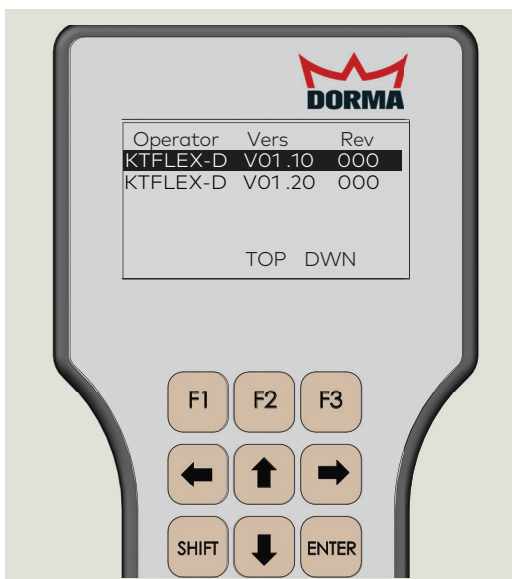 DORMA
Operator Vers Rev
KTFLEX-D V01.10 000
KTFLEX-D V01.20 000
TOP DWN
F1 F2 F3
SHIFT ENTER